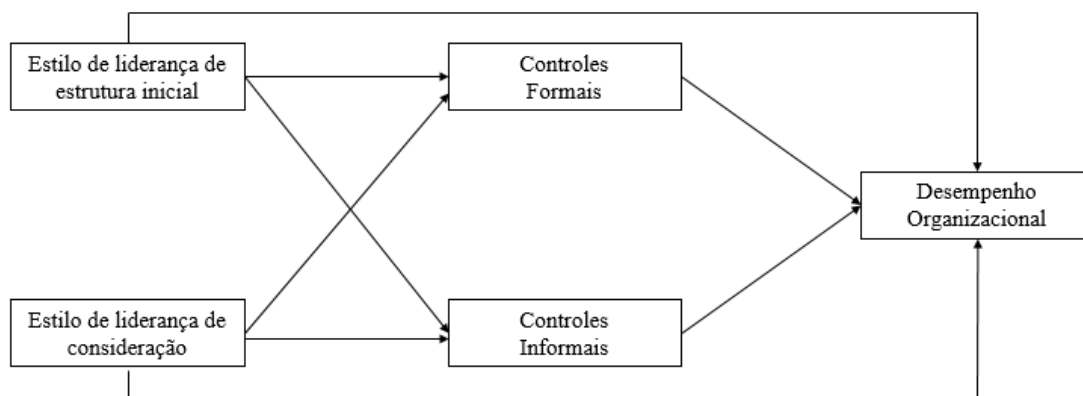 Estilo de liderança de
estrutura inicial
Controles
Formais
Desempenho
Organizacional
Estilo de liderança de
consideração
Controles
Informais